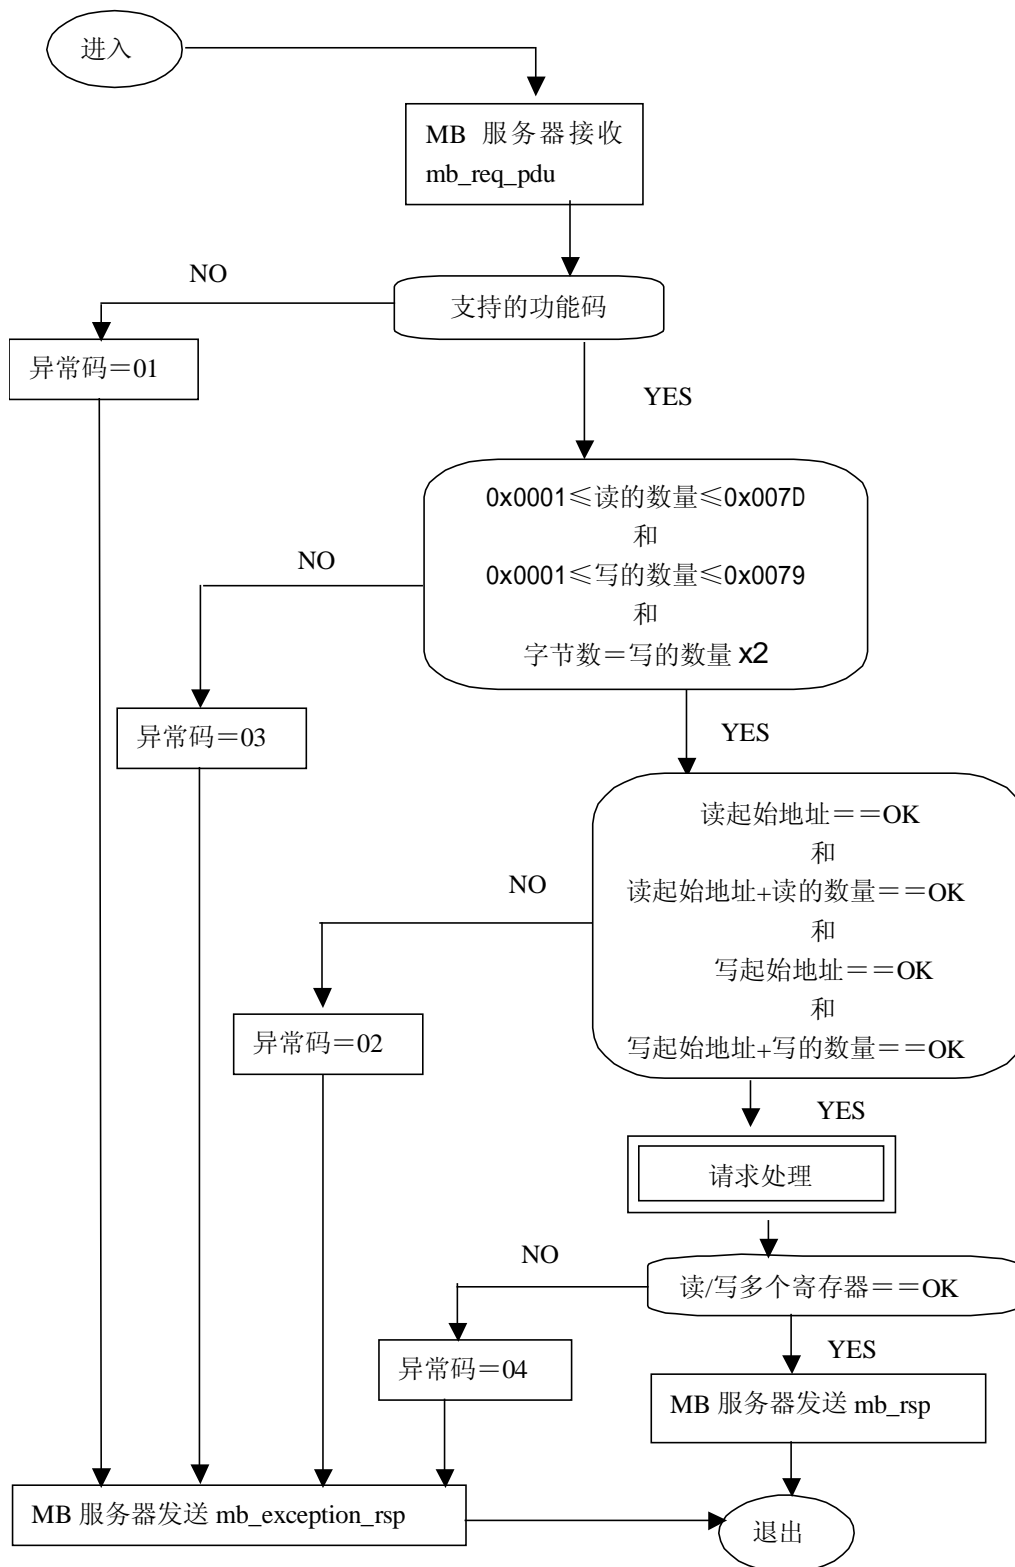 进入
MB 服务器接收
mb_req_pdu
NO
支持的功能码
异常码＝01
YES
0x0001≤读的数量≤0x007D
和
NO
0x0001≤写的数量≤0x0079
和
字节数＝写的数量 x2
异常码＝03
YES
读起始地址＝＝OK
和
NO
读起始地址+读的数量＝＝OK
和
写起始地址＝＝OK
和
异常码＝02
写起始地址+写的数量＝＝OK
YES
请求处理
NO
读/写多个寄存器＝＝OK
YES
异常码＝04
MB 服务器发送 mb_rsp
MB 服务器发送 mb_exception_rsp
退出